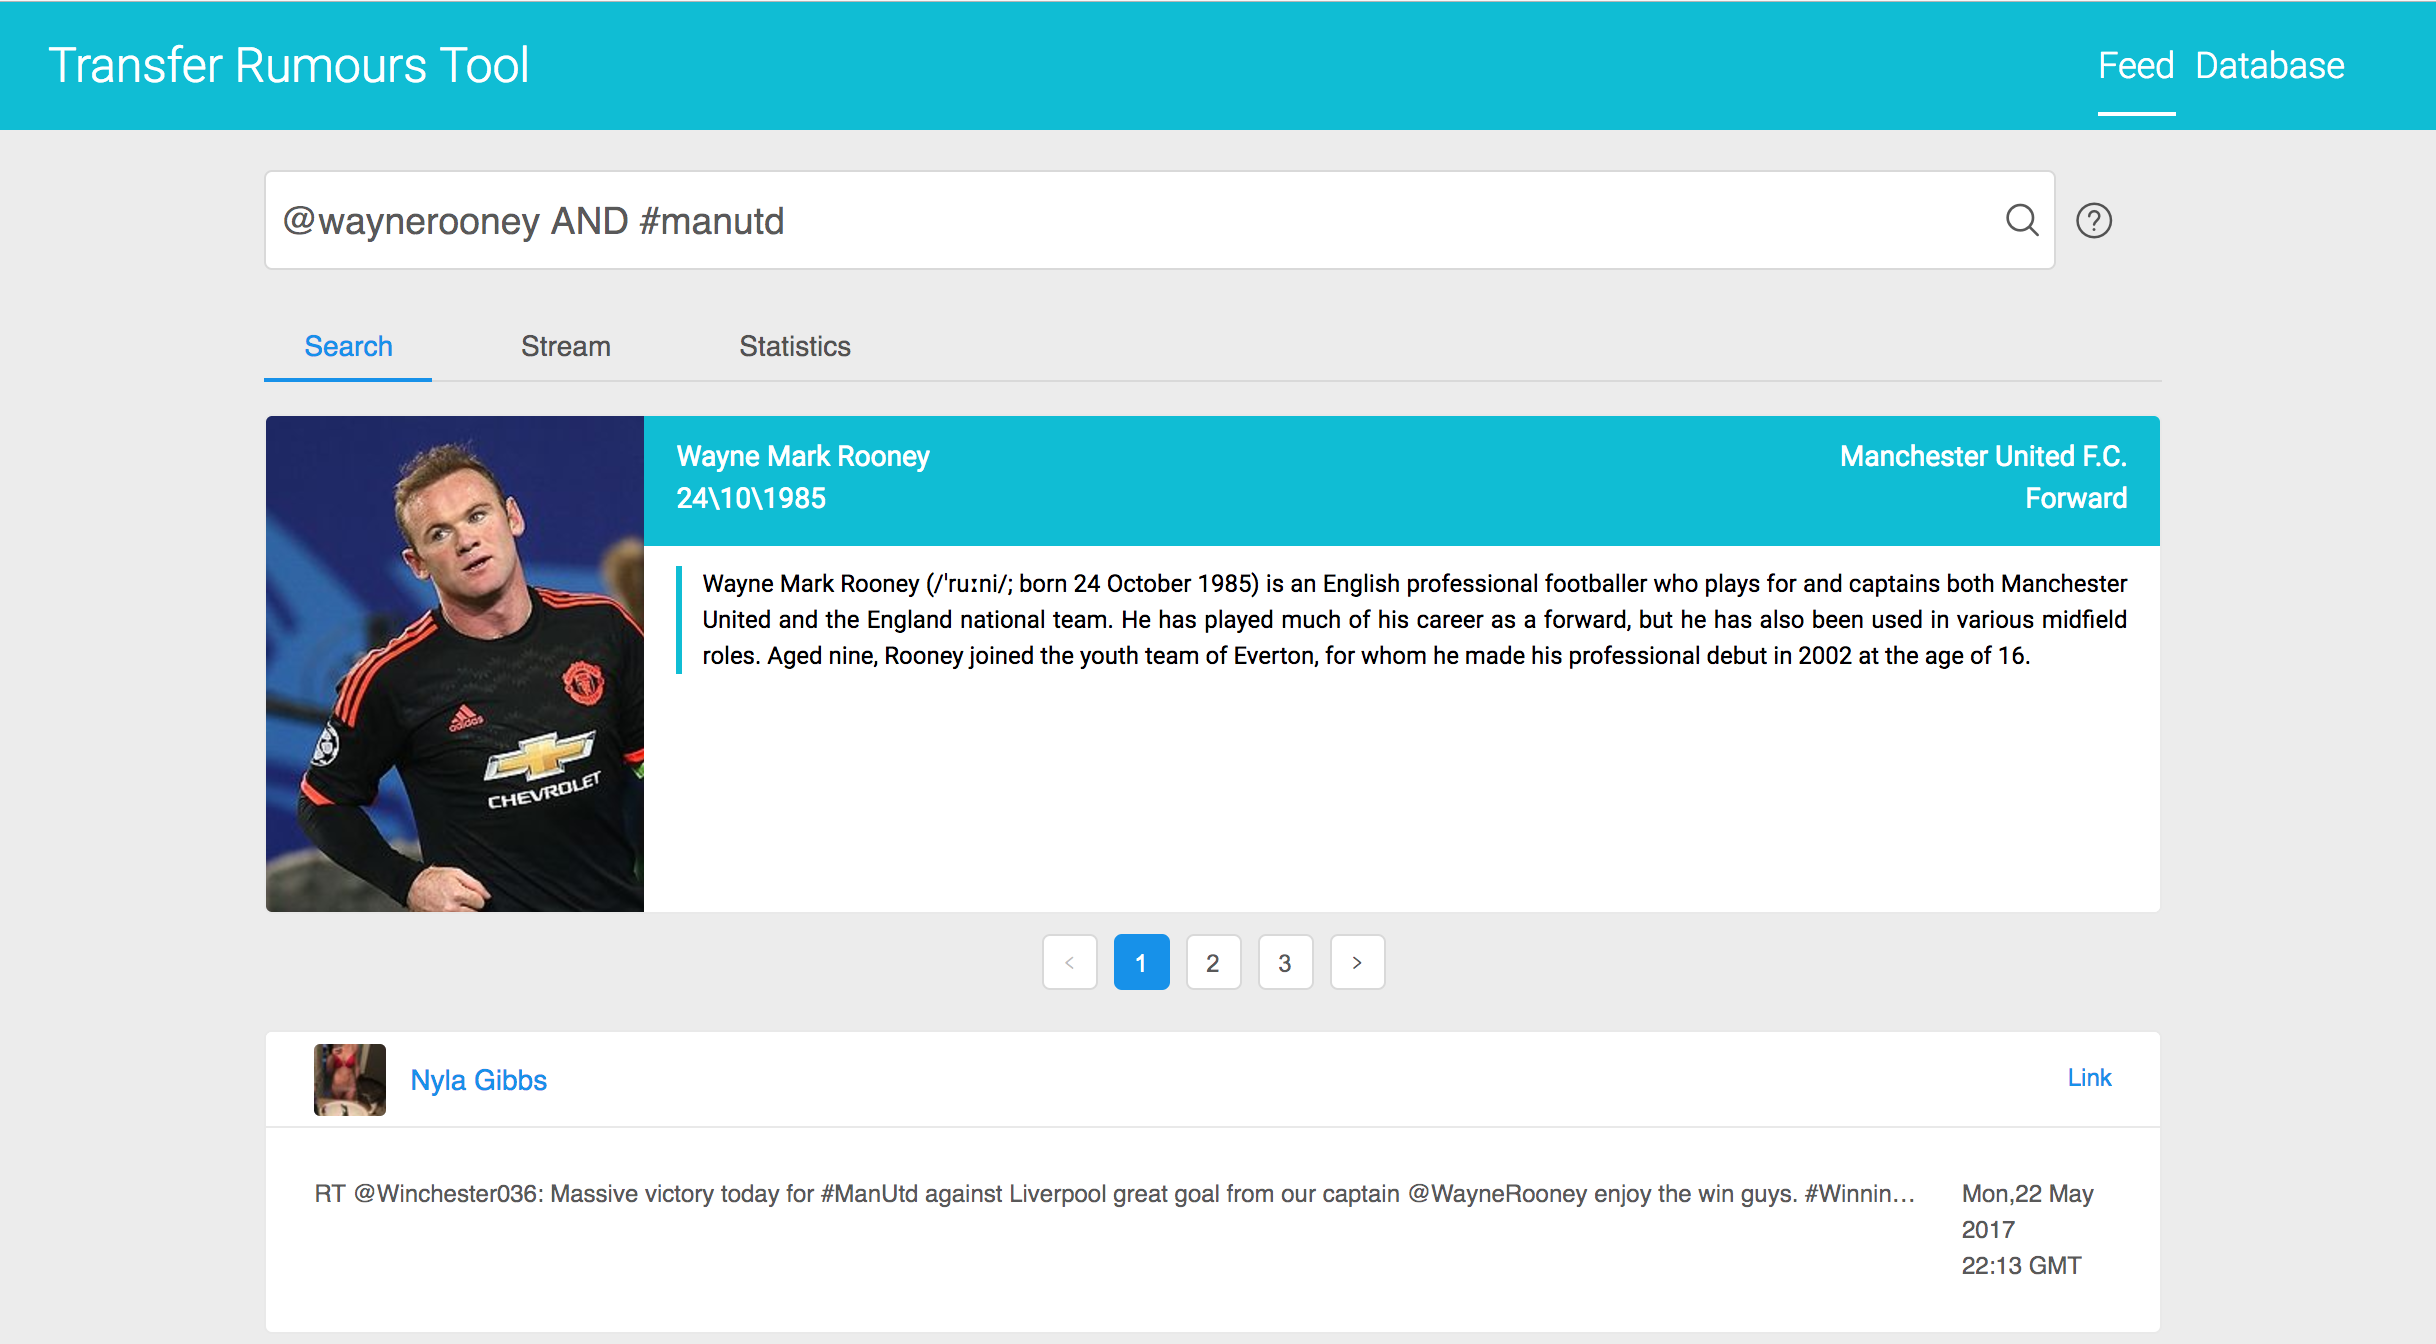 Transfer Rumours Tool
Feed Database
@waynerooney AND #manutd
?
Search Stream Statistics
Wayne Mark Rooney
24\10\1985
Manchester United F.C.
Forward
adidas
CHEVROLET
Wayne Mark Rooney (/'ruːni/; born 24 October 1985) is an English professional footballer who plays for and captains both Manchester
United and the England national team. He has played much of his career as a forward, but he has also been used in various midfield
roles. Aged nine, Rooney joined the youth team of Everton, for whom he made his professional debut in 2002 at the age of 16.
< 1 2 3 >
Nyla Gibbs
Link
RT @Winchester036: Massive victory today for #ManUtd against Liverpool great goal from our captain @WayneRooney enjoy the win guys. #Winnin…
Mon,22 May
2017
22:13 GMT